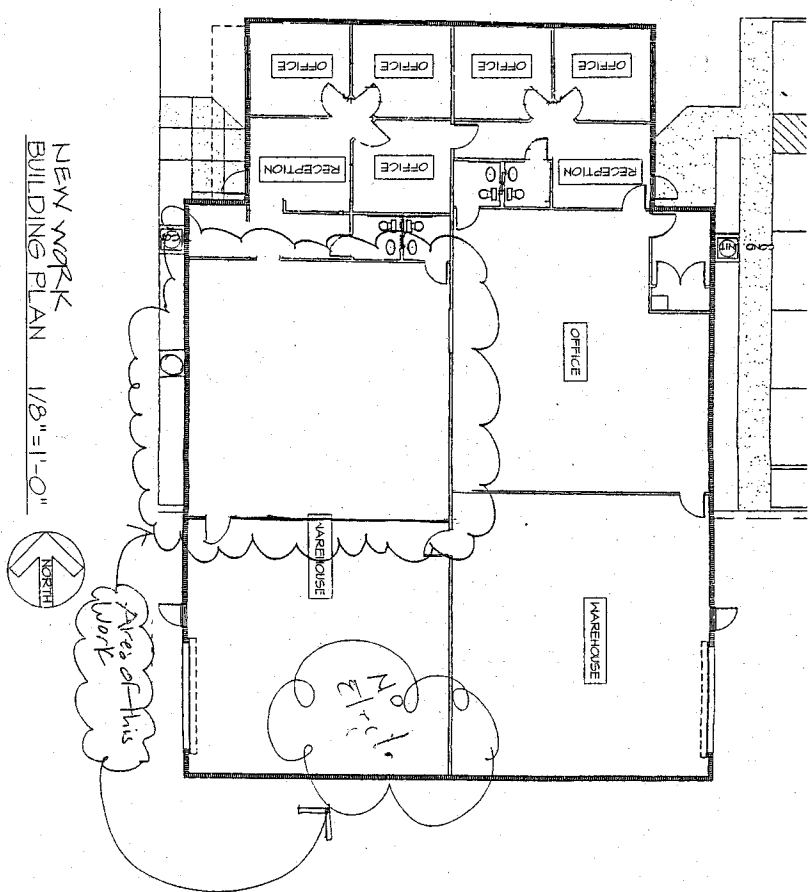 OFFICE
OFFICE
OFFICE
OFFICE
RECEPTION
OFFICE
RECEPTION
OFFICE
WAREHOUSE
WAREHOUSE
No
Area of this
Work
NEW WORK
BUILDING PLAN 1/8"=1'-0"
NORTH